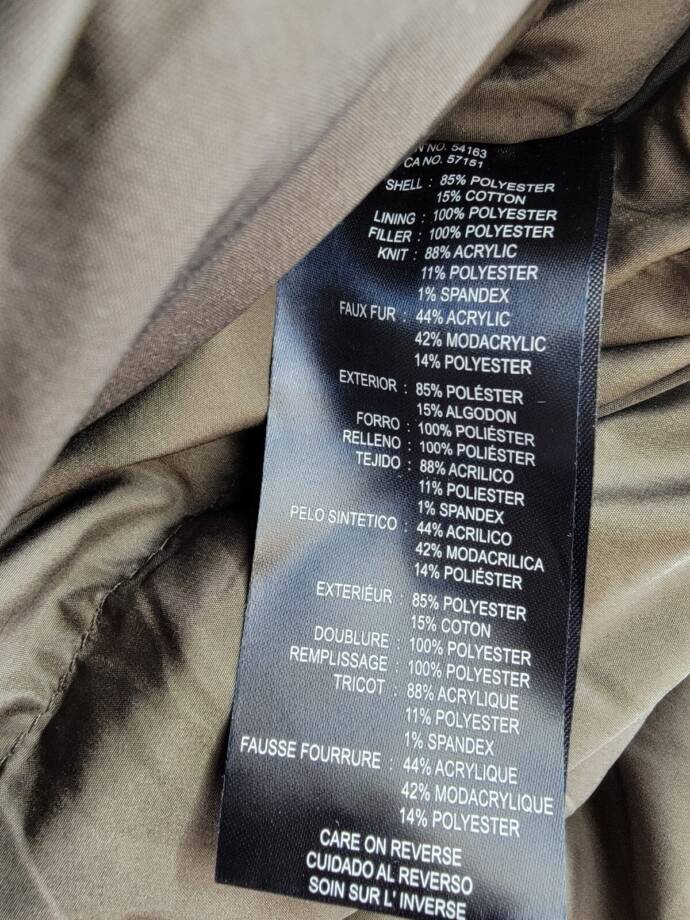 N NO. 54163
CA NO. 57151
SHELL : 85% POLYESTER
15% COTTON
LINING : 100% POLYESTER
FILLER : 100% POLYESTER
KNIT : 88% ACRYLIC
11% POLYESTER
1% SPANDEX
FAUX FUR : 44% ACRYLIC
42% MODACRYLIC
14% POLYESTER
EXTERIOR : 85% POLÉSTER
15% ALGODON
FORRO : 100% POLIÉSTER
RELLENO : 100% POLIÉSTER
TEJIDO : 88% ACRILICO
11% POLIESTER
1% SPANDEX
PELO SINTETICO : 44% ACRILICO
42% MODACRILICA
14% POLIÉSTER
EXTERIÉUR : 85% POLYESTER
15% COTON
DOUBLURE : 100% POLYESTER
REMPLISSAGE : 100% POLYESTER
TRICOT : 88% ACRYLIQUE
11% POLYESTER
1% SPANDEX
FAUSSE FOURRURE : 44% ACRYLIQUE
42% MODACRYLIQUE
14% POLYESTER
CARE ON REVERSE
CUIDADO AL REVERSO
SOIN SUR L' INVERSE